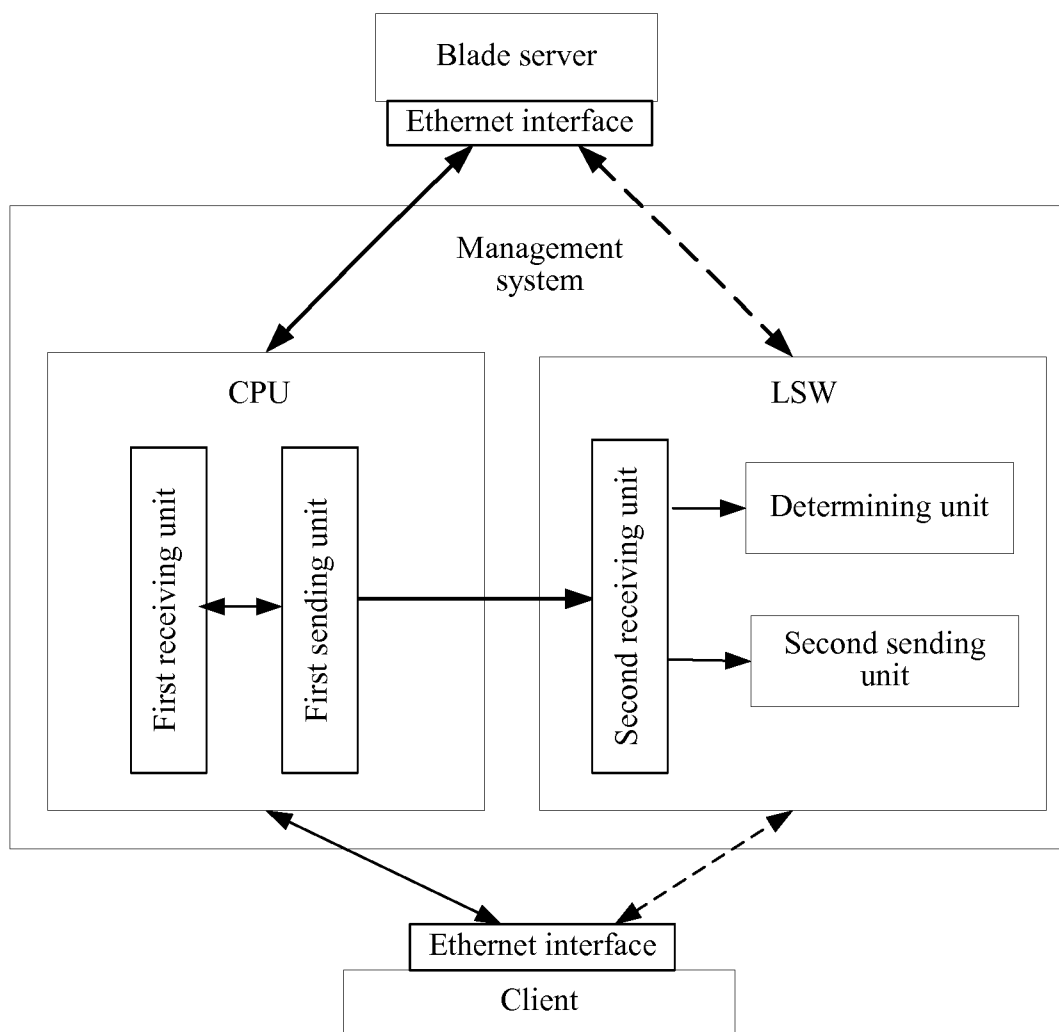 Blade server
Ethernet interface
Management
system
CPU
LSW
First receiving unit
First sending unit
Second receiving unit
Determining unit
Second sending
unit
Ethernet interface
Client